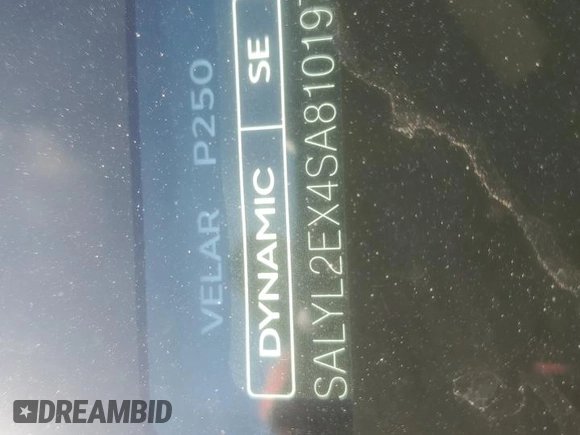 VELAR P250
DYNAMIC SE
SALYL2EX4SA81019
DREAMBID